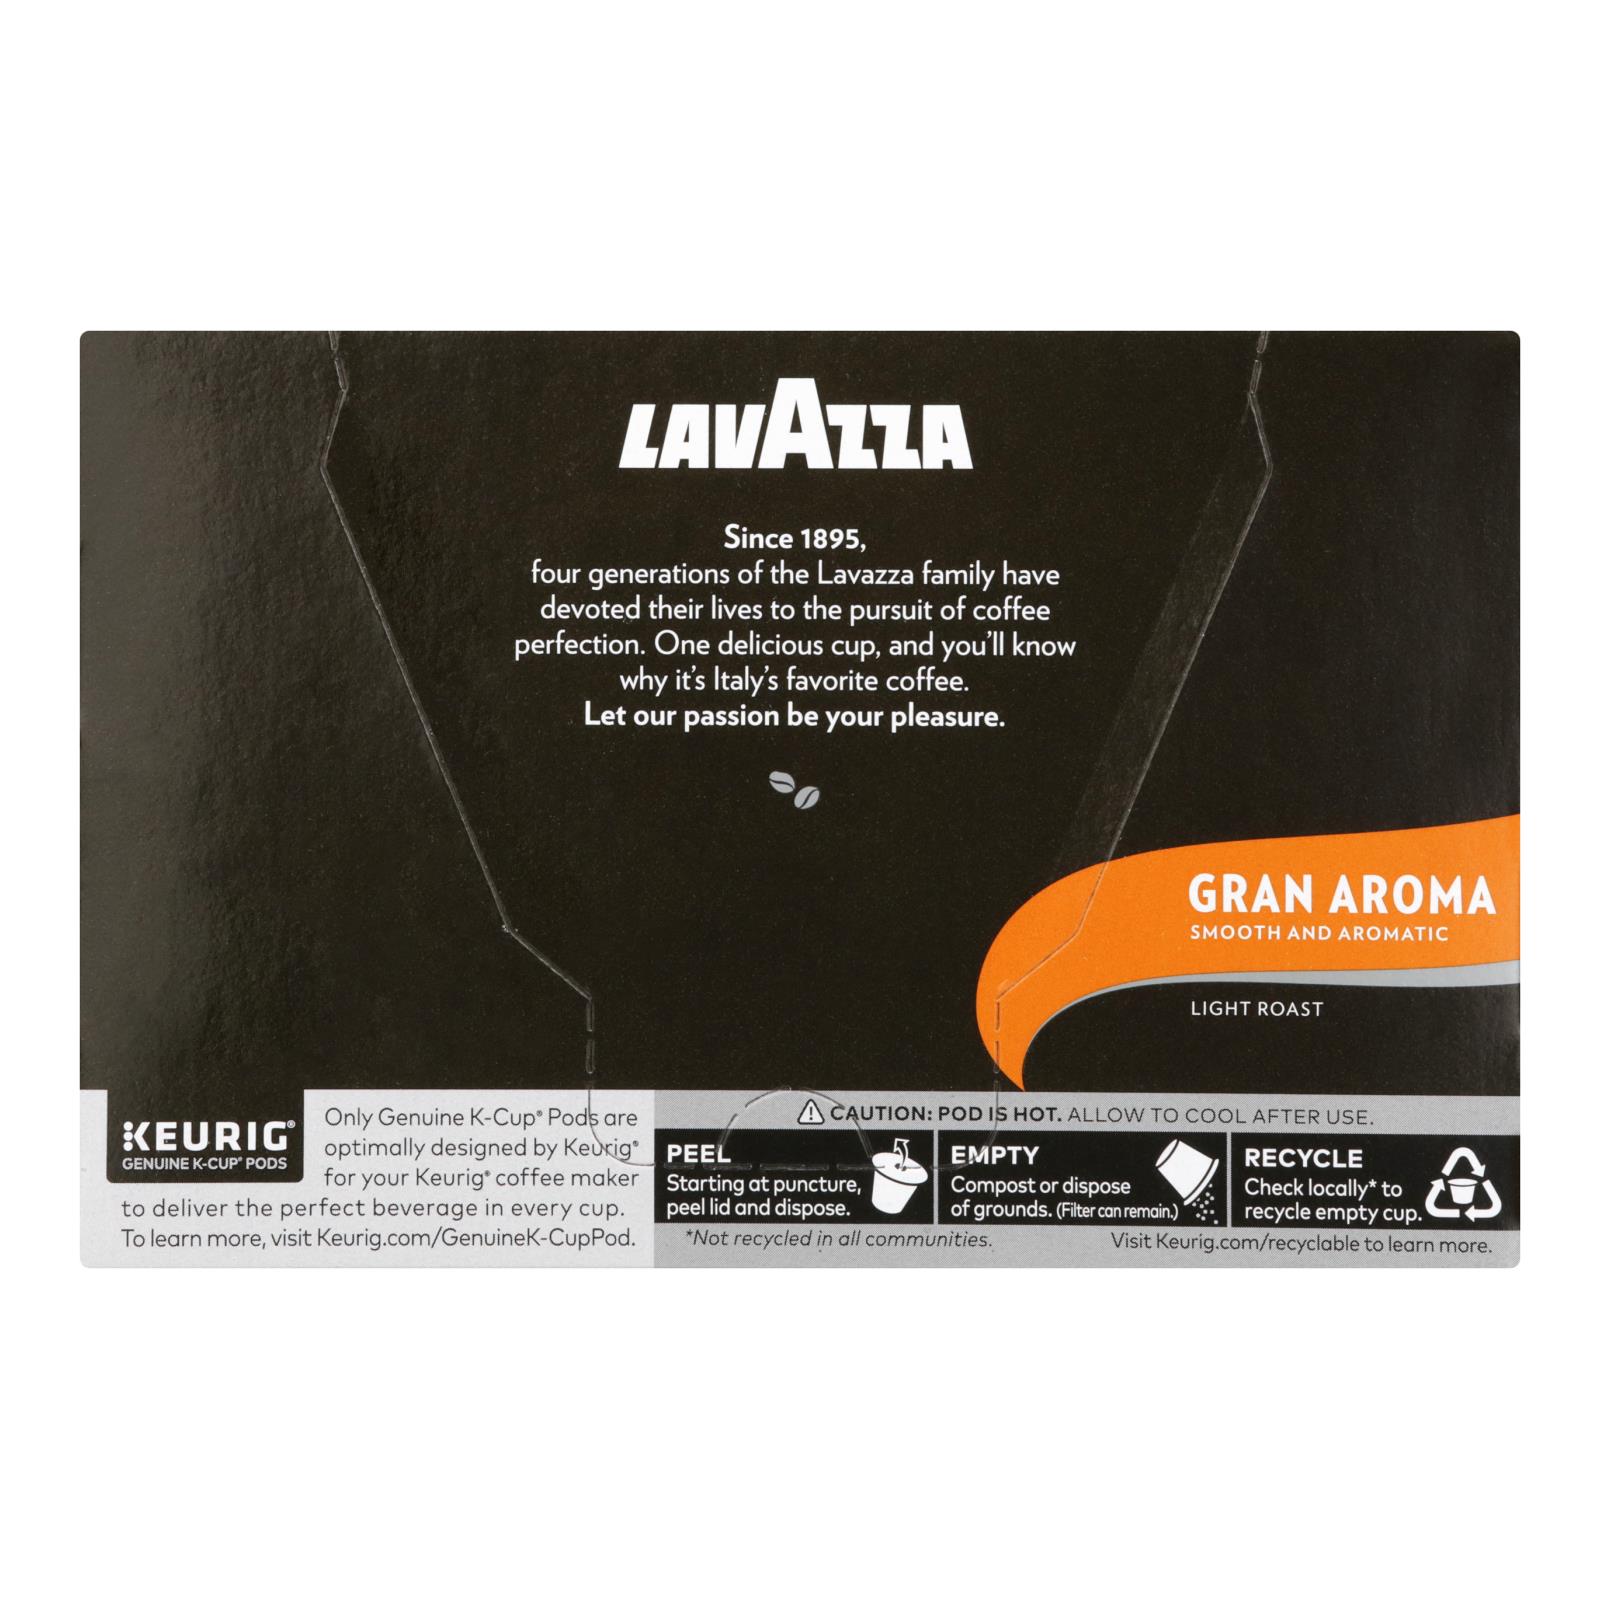 LAVAZZA
Since 1895,
four generations of the Lavazza family have
devoted their lives to the pursuit of coffee
perfection. One delicious cup, and you'll know
why it's Italy's favorite coffee.
Let our passion be your pleasure.
GRAN AROMA
SMOOTH AND AROMATIC
LIGHT ROAST
KEURIG®
GENUINE K-CUP® PODS
Only Genuine K-Cup® Pods are
optimally designed by Keurig®
for your Keurig® coffee maker
to deliver the perfect beverage in every cup.
To learn more, visit Keurig.com/GenuineK-CupPod.
CAUTION: POD IS HOT. ALLOW TO COOL AFTER USE.
PEEL
Starting at puncture,
peel lid and dispose.
EMPTY
Compost or dispose
of grounds. (Filter can remain.)
RECYCLE
Check locally* to
recycle empty cup.
*Not recycled in all communities.
Visit Keurig.com/recyclable to learn more.